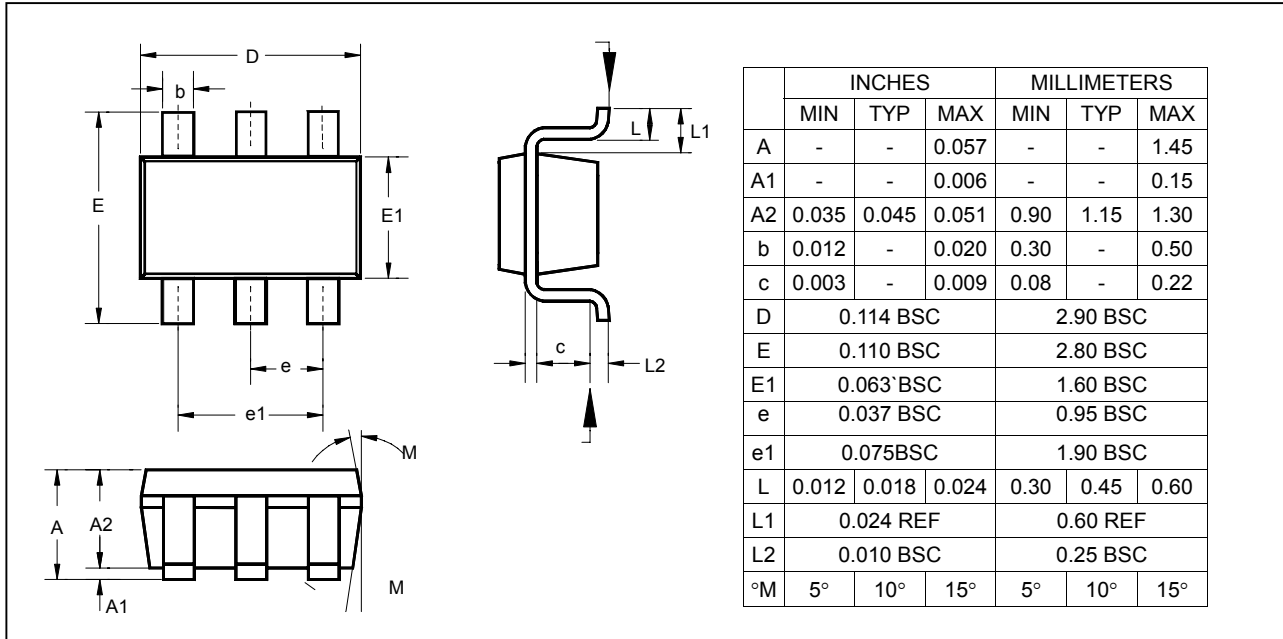 D
b
E
E1
e
e1
L
L1
c
L2
M
A
A2
A1
M
INCHES MILLIMETERS
MIN TYP MAX MIN TYP MAX
A - - 0.057 - - 1.45
A1 - - 0.006 - - 0.15
A2 0.035 0.045 0.051 0.90 1.15 1.30
b 0.012 - 0.020 0.30 - 0.50
c 0.003 - 0.009 0.08 - 0.22
D 0.114 BSC 2.90 BSC
E 0.110 BSC 2.80 BSC
E1 0.063`BSC 1.60 BSC
e 0.037 BSC 0.95 BSC
e1 0.075BSC 1.90 BSC
L 0.012 0.018 0.024 0.30 0.45 0.60
L1 0.024 REF 0.60 REF
L2 0.010 BSC 0.25 BSC
°M 5° 10° 15° 5° 10° 15°